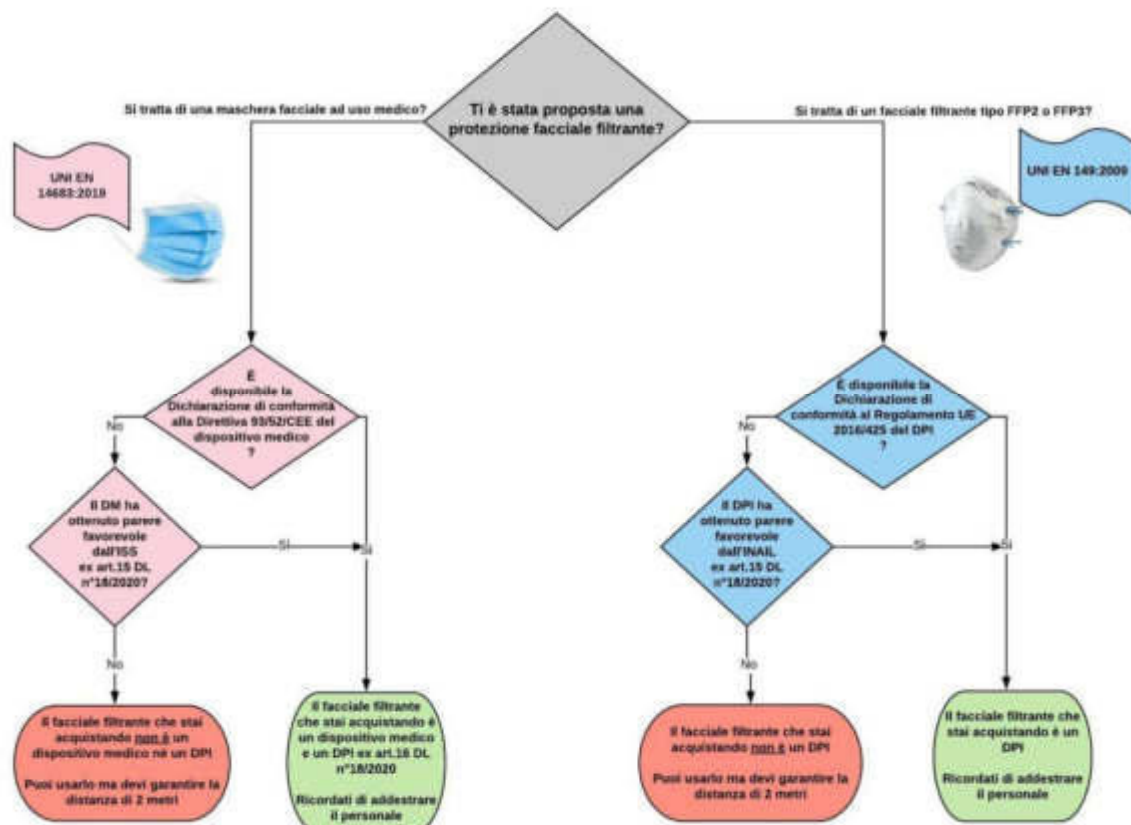 Ti è stata proposta una
protezione facciale filtrante?
Si tratta di una maschera facciale ad uso medico?
Si tratta di un facciale filtrante tipo FFP2 o FFP3?
UNI EN
14683:2019
UNI EN 149:2009
È
disponibile la
Dichiarazione di conformità
alla Direttiva 93/52/CEE del
dispositivo medico
?
No
Il DM ha
ottenuto parere
favorevole
dall'ISS
ex art.15 DL
n°18/2020?
Si
Si
No
Il facciale filtrante che stai
acquistando non è un
dispositivo medico nè un DPI
Puoi usarlo ma devi garantire la
distanza di 2 metri
Il facciale filtrante
che stai acquistando è
un dispositivo medico
e un DPI ex art.16 DL
n°18/2020
Ricordati di addestrare
il personale
È disponibile la
Dichiarazione di
conformità al Regolamento UE
2016/425 del DPI
?
No
Il DPI ha
ottenuto parere
favorevole
dall'INAIL
ex art.15 DL
n°18/2020?
Si
Si
No
Il facciale filtrante che stai
acquistando non è un DPI
Puoi usarlo ma devi garantire la
distanza di 2 metri
Il facciale filtrante che
stai acquistando è un
DPI
Ricordati di addestrare
il personale